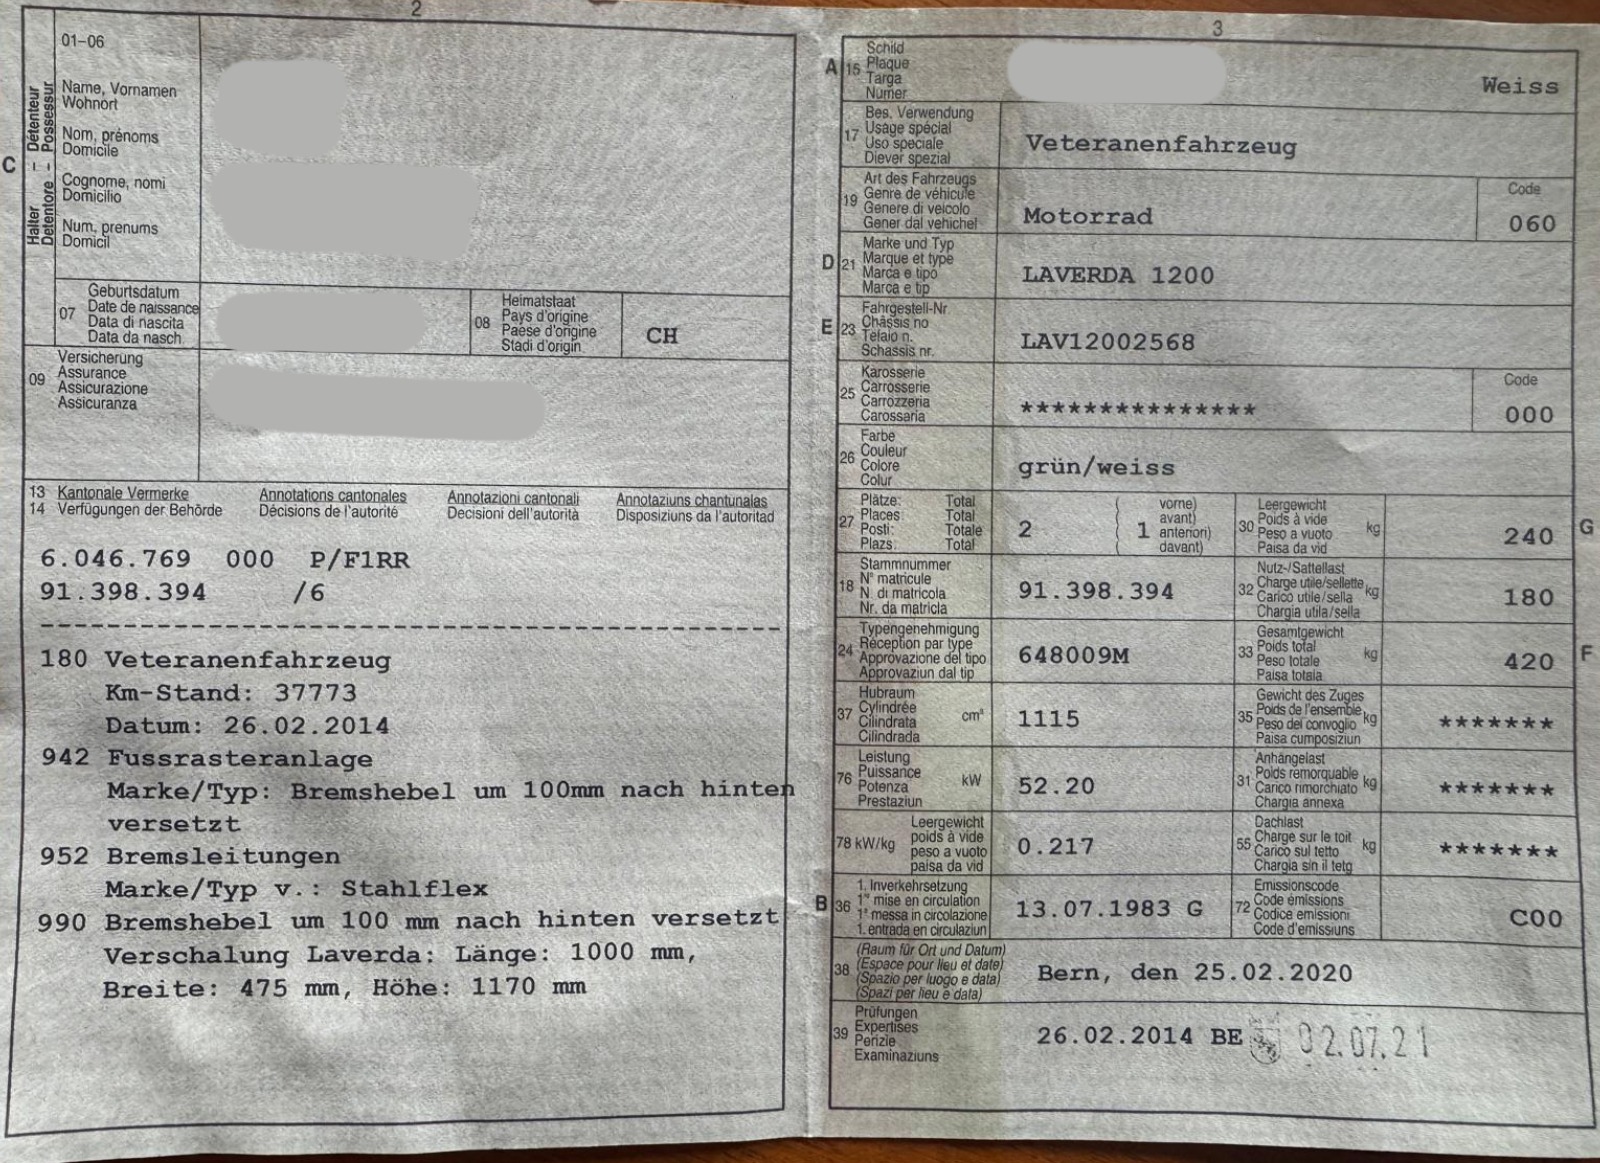 2
01-06
C
Halter – Détenteur
Detentore - Possessur
Name, Vornamen
Wohnort
Nom, prénoms
Domicile
Cognome, nomi
Domicilio
Num, prenums
Domicil
07
Geburtsdatum
Date de naissance
Data di nascita
Data da nasch.
08
Heimatstaat
Pays d'origine
Paese d'origine
Stadi d'origin
CH
09
Versicherung
Assurance
Assicurazione
Assicuranza
13 Kantonale Vermerke Annotations cantonales Annotazioni cantonali Annotaziuns chantunalas
14 Verfügungen der Behörde Décisions de l'autorité Decisioni dell'autorità Disposiziuns da l'autoritad
6.046.769 000 P/F1RR
91.398.394 /6
180 Veteranenfahrzeug
Km-Stand: 37773
Datum: 26.02.2014
942 Fussrasteranlage
Marke/Typ: Bremshebel um 100mm nach hinten
versetzt
952 Bremsleitungen
Marke/Typ v.: Stahlflex
990 Bremshebel um 100 mm nach hinten versetzt
Verschalung Laverda: Länge: 1000 mm,
Breite: 475 mm, Höhe: 1170 mm
3
A 15
Schild
Plaque
Targa
Numer
Weiss
17
Bes. Verwendung
Usage spécial
Uso speciale
Diever spezial
Veteranenfahrzeug
19
Art des Fahrzeugs
Genre de véhicule
Genere di veicolo
Gener dal vehichel
Motorrad
Code
060
D 21
Marke und Typ
Marque et type
Marca e tipo
Marca e tip
LAVERDA 1200
E 23
Fahrgestell-Nr.
Châssis no
Telaio n.
Schassis nr.
LAV12002568
25
Karosserie
Carrosserie
Carrozzeria
Carossaria
***************
Code
000
26
Farbe
Couleur
Colore
Colur
grün/weiss
27
Plätze: Total
Places: Total
Posti: Totale
Plazs: Total
2
( vorne)
( avant)
1 anteriori)
( davant)
30
Leergewicht
Poids à vide
Peso a vuoto
Paisa da vid
kg
240
G
18
Stammnummer
N° matricule
N. di matricola
Nr. da matricla
91.398.394
32
Nutz-/Sattellast
Charge utile/sellette
Carico utile/sella
Chargia utila/sella
kg
180
24
Typengenehmigung
Réception par type
Approvazione del tipo
Approvaziun dal tip
648009M
33
Gesamtgewicht
Poids total
Peso totale
Paisa totala
kg
420
F
37
Hubraum
Cylindrée
Cilindrata
Cilindrada
cm³
1115
35
Gewicht des Zuges
Poids de l'ensemble
Peso del convoglio
Paisa cumposiziun
kg
*******
76
Leistung
Puissance
Potenza
Prestaziun
kW
52.20
31
Anhängelast
Poids remorquable
Carico rimorchiato
Chargia annexa
kg
*******
78 kW/kg
Leergewicht
poids à vide
peso a vuoto
paisa da vid
0.217
55
Dachlast
Charge sur le toit
Carico sul tetto
Chargia sin il tetg
kg
*******
B 36
1. Inverkehrsetzung
1re mise en circulation
1a messa in circolazione
1. entrada en circulaziun
13.07.1983 G
72
Emissionscode
Code émissions
Codice emissioni
Code d'emissiuns
C00
38
(Raum für Ort und Datum)
(Espace pour lieu et date)
(Spazio per luogo e data)
(Spazi per lieu e data)
Bern, den 25.02.2020
39
Prüfungen
Expertises
Perizie
Examinaziuns
26.02.2014 BE 02.07.21